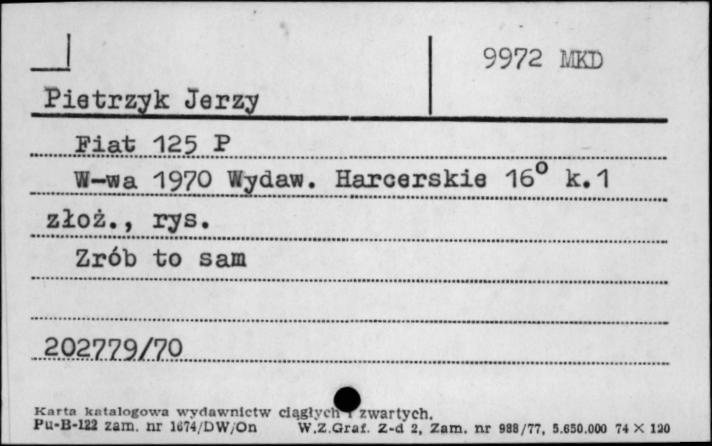 9972 MKD
Pietrzyk Jerzy
Fiat 125 P
W-wa 1970 Wydaw. Harcerskie 16° k.1
złoż., rys.
Zrób to sam
202779/70
Karta katalogowa wydawnictw ciągłych i zwartych.
Pu-B-122 zam. nr 1674/DW/On W.Z.Graf. Z-d 2, Zam. nr 988/77, 5.650.000 74 X 120